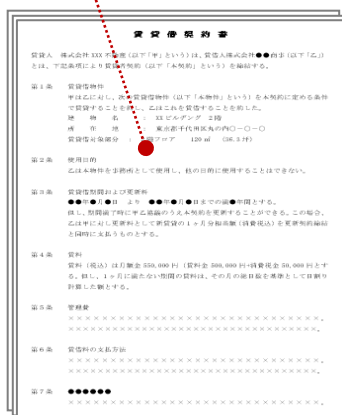 賃貸借契約書
賃貸人 株式会社XXX不動産(以下「甲」という)は、賃借人株式会社●●商事(以下「乙」)
とは、下記条項により賃貸借契約(以下「本契約」という)を締結する。
第1条 賃貸借物件
甲は乙に対し、次の賃貸借物件(以下「本物件」という)を本契約に定める条件
で賃貸することを約し、乙はこれを賃借することを約した。
建物名 : XXビルヂング 2階
所在地 : 東京都千代田区丸の内〇-〇-〇
賃貸借対象部分 : フロア 120㎡ (36.3坪)
第2条 使用目的
乙は本物件を事務所として使用し、他の目的に使用することはできない。
第3条 賃貸借期間および更新料
●●年●月●日 より ●●年●月●日までの満●年間とする。
但し、期間満了時に甲乙協議のうえ本契約を更新することができる。この場合、
乙は甲に対し更新料として新賃貸の1ヶ月分相当額(消費税込)を更新契約締結
と同時に支払うものとする。
第4条 賃料
賃料(税込)は月額金550,000円(賃料金500,000円+消費税金50,000円とす
る。但し、1ヶ月に満たない期間の賃料は、その月の総日数を基準として日割り
計算した額とする。
第5条 管理費
××××××××××××××××××××××××××××××、
××××××××××××××××××××××××××××××。
第6条 賃借料の支払方法
××××××××××××××××××××××××××××××、
××××××××××××××××××××××××××××××。
第7条 ●●●●●●
××××××××××××××××××××××××××××××、